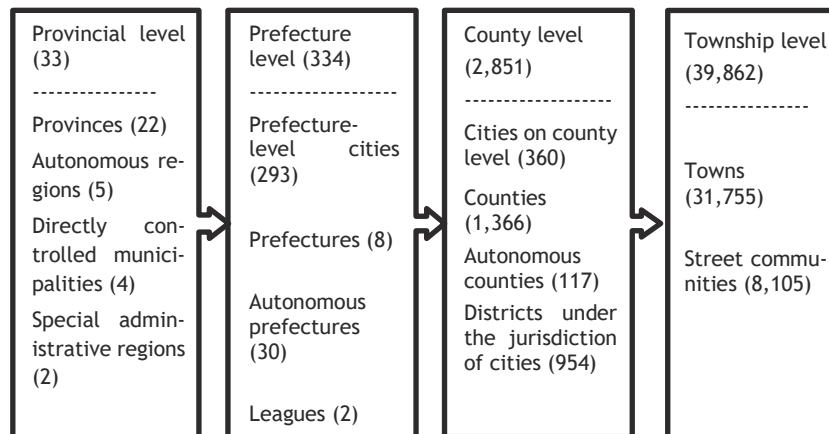 Provincial level
(33)
----------------
Provinces (22)
Autonomous re-
gions (5)
Directly con-
trolled munici-
palities (4)
Special admin-
istrative regions
(2)
Prefecture
level (334)
-------------------
Prefecture-
level cities
(293)
Prefectures (8)
Autonomous
prefectures
(30)
Leagues (2)
County level
(2,851)
-------------------
Cities on county
level (360)
Counties
(1,366)
Autonomous
counties (117)
Districts under
the jurisdiction
of cities (954)
Township level
(39,862)
----------------
Towns
(31,755)
Street commu-
nities (8,105)